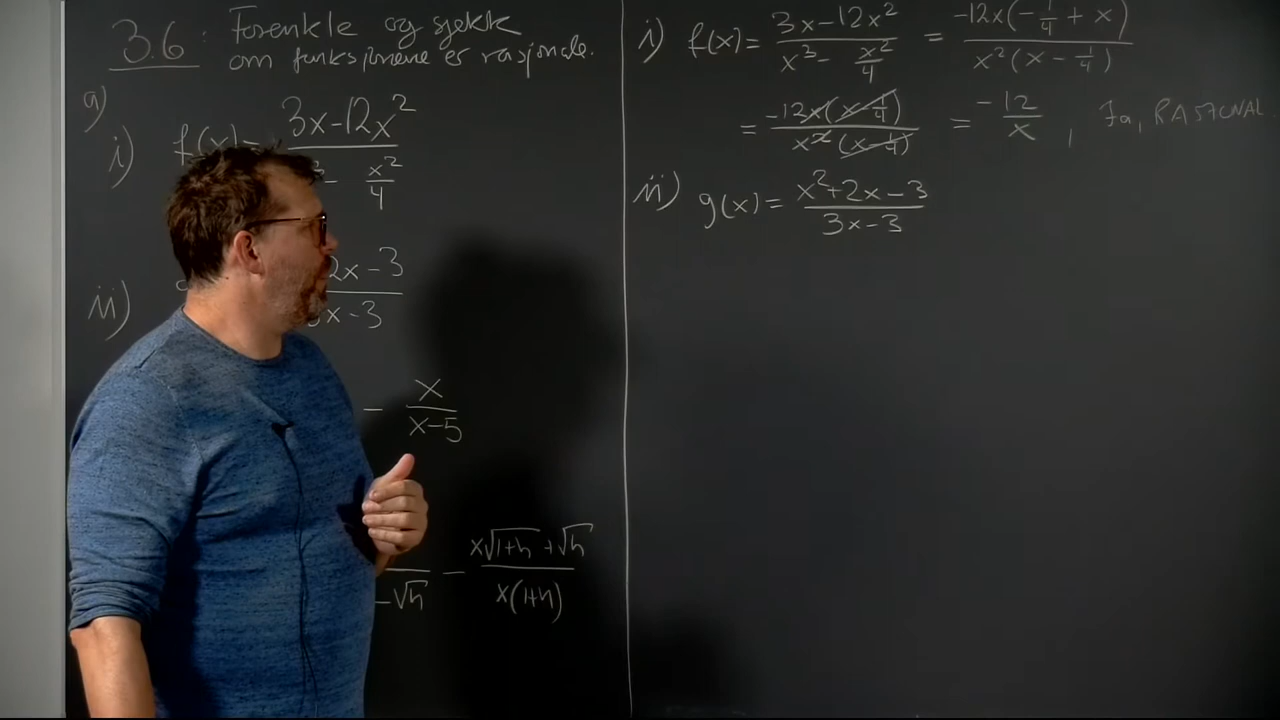 3.6: Forenkle og sjekk
om funksjonene er rasjonale.
a)
i) f(x) = 3x-12x² / - x²/4
ii) 2x-3 / 3x-3
- x/(x-5)
-√h - (x√(1+h) + √h) / (x(1+h))
i) f(x) = (3x-12x²) / (x³ - x²/4) = -12x(-1/4 + x) / (x²(x - 1/4))
= -12x(x-1/4) / (x²(x-1/4)) = -12/x , Ja, RASJONAL
ii) g(x) = (x²+2x-3) / (3x-3)